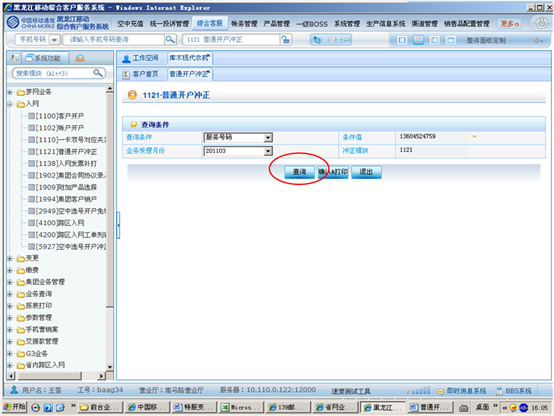 黑龙江移动综合客户服务系统 - Windows Internet Explorer
中国移动通信 CHINA MOBILE 黑龙江移动 综合客户服务系统 空中充值 统一投诉管理 综合客服 帐务管理 产品管理 一级BOSS 系统管理 生产信息系统 渠道管理 销售品配置管理 更多
手机号码 请输入手机号码查询 1121 普通开户冲正 整体面板定制
系统功能 工作空间 库木现代农机
搜索模块 (Alt+3) 客户首页 普通开户冲正
梦网业务
入网
[1100]客户开户
[1102]帐户开户
[1110]一卡双号对应关
[1121]普通开户冲正
[1138]入网发票补打
[1902]集团合同协议录入
[1909]附加产品选择
[1994]集团客户销户
[2949]空中选号开户免
[4100]跨区入网
[4200]跨区入网工单列
[5927]空中选号开户冲正
变更
缴费
集团业务管理
业务查询
报表打印
参数管理
手机营销案
交接款管理
G3业务
省内跨区入网
1121-普通开户冲正
查询条件
查询条件 服务号码 条件值 13604524759 *
业务受理月份 201103 冲正模块 1121
查询 确认&打印 退出
用户名：王雪 工号：baag34 营业厅：南马路营业厅 服务器：10.110.0.122:12000 速度测试工具 即时消息系统 BBS系统
开始 前台业... 中国移... 特服变... Micros... 139邮... 省网业... 黑龙江... 普通开... 桌面 16:05